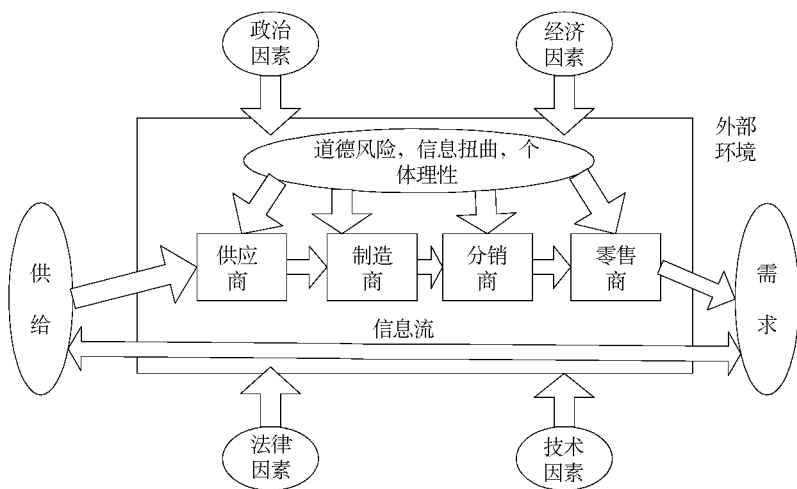 政治
因素
经济
因素
外部
环境
道德风险，信息扭曲，个
体理性
供应
商
制造
商
分销
商
零售
商
供
给
需
求
信息流
法律
因素
技术
因素